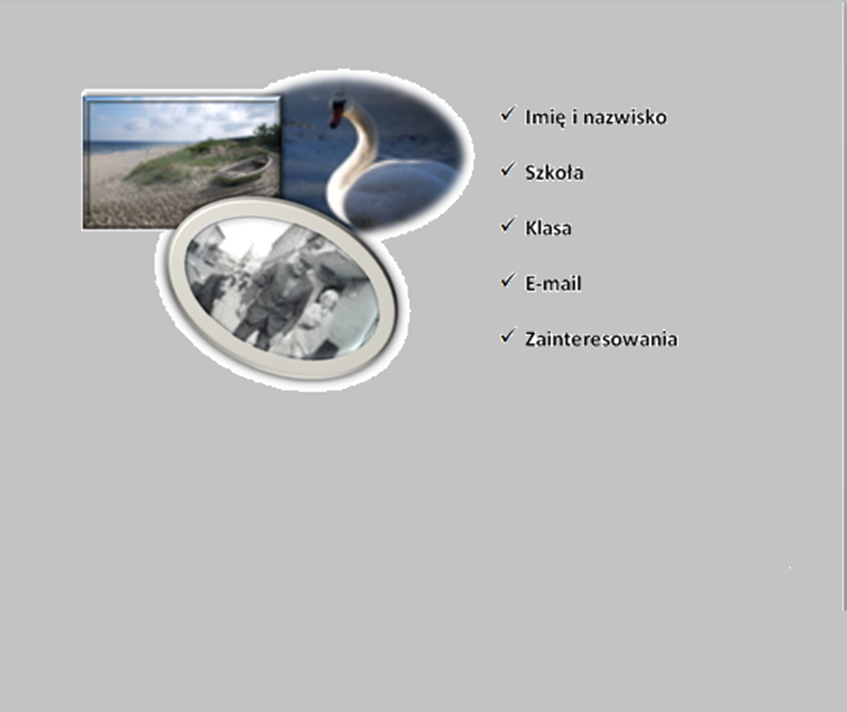 ✓ Imię i nazwisko
✓ Szkoła
✓ Klasa
✓ E-mail
✓ Zainteresowania